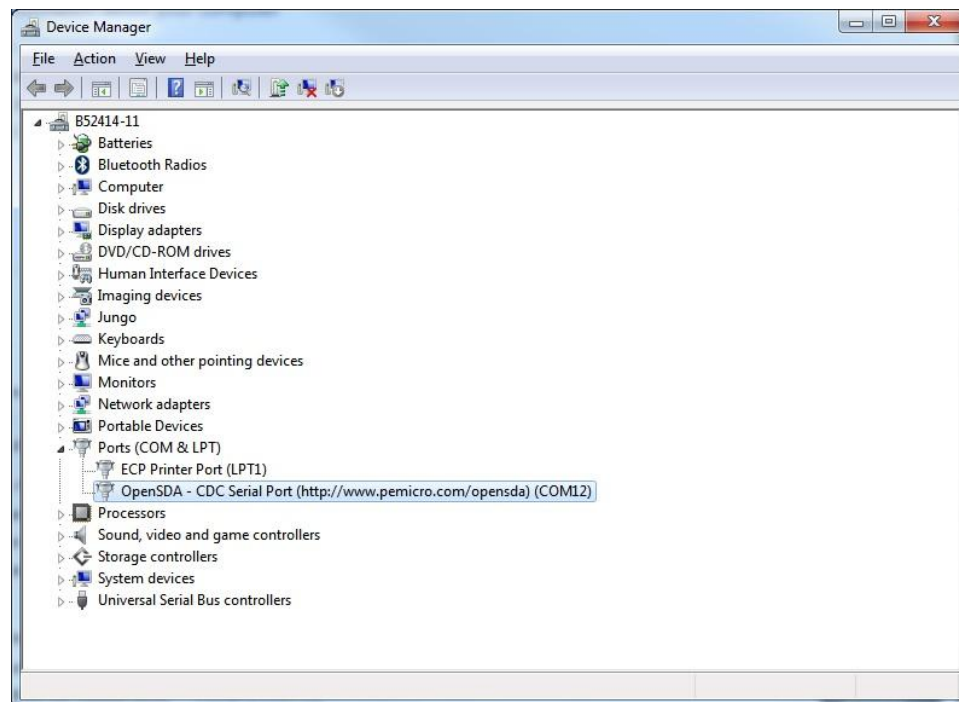 Device Manager
File Action View Help
B52414-11
Batteries
Bluetooth Radios
Computer
Disk drives
Display adapters
DVD/CD-ROM drives
Human Interface Devices
Imaging devices
Jungo
Keyboards
Mice and other pointing devices
Monitors
Network adapters
Portable Devices
Ports (COM & LPT)
ECP Printer Port (LPT1)
OpenSDA - CDC Serial Port (http://www.pemicro.com/opensda) (COM12)
Processors
Sound, video and game controllers
Storage controllers
System devices
Universal Serial Bus controllers